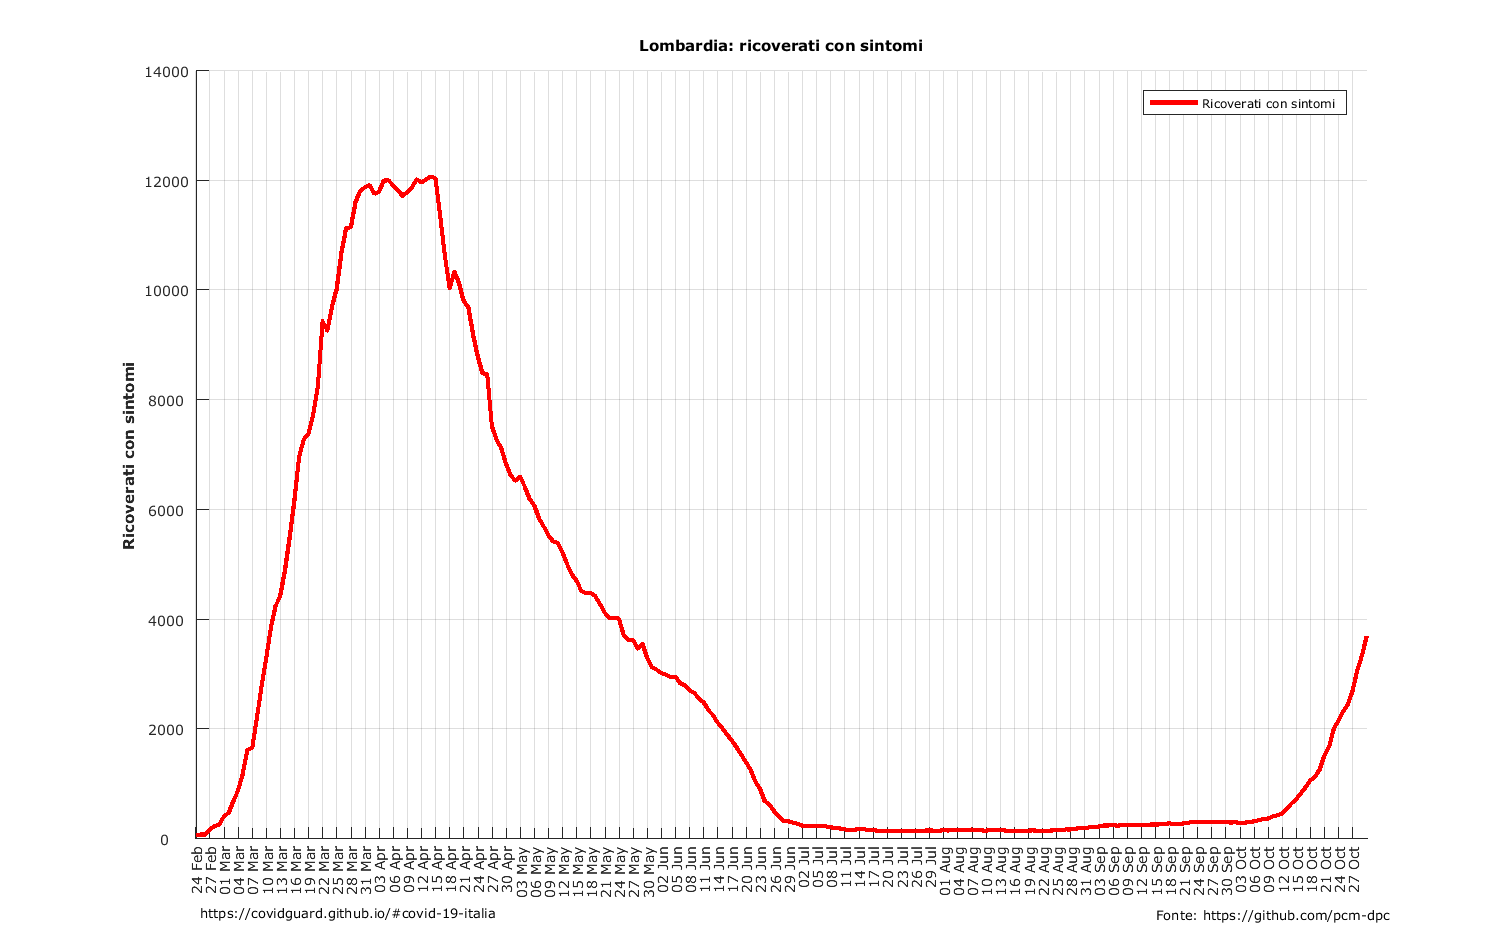 Lombardia: ricoverati con sintomi
Ricoverati con sintomi
Ricoverati con sintomi
14000
12000
10000
8000
6000
4000
2000
0
24 Feb
27 Feb
01 Mar
04 Mar
07 Mar
10 Mar
13 Mar
16 Mar
19 Mar
22 Mar
25 Mar
28 Mar
31 Mar
03 Apr
06 Apr
09 Apr
12 Apr
15 Apr
18 Apr
21 Apr
24 Apr
27 Apr
30 Apr
03 May
06 May
09 May
12 May
15 May
18 May
21 May
24 May
27 May
30 May
02 Jun
05 Jun
08 Jun
11 Jun
14 Jun
17 Jun
20 Jun
23 Jun
26 Jun
29 Jun
02 Jul
05 Jul
08 Jul
11 Jul
14 Jul
17 Jul
20 Jul
23 Jul
26 Jul
29 Jul
01 Aug
04 Aug
07 Aug
10 Aug
13 Aug
16 Aug
19 Aug
22 Aug
25 Aug
28 Aug
31 Aug
03 Sep
06 Sep
09 Sep
12 Sep
15 Sep
18 Sep
21 Sep
24 Sep
27 Sep
30 Sep
03 Oct
06 Oct
09 Oct
12 Oct
15 Oct
18 Oct
21 Oct
24 Oct
27 Oct
https://covidguard.github.io/#covid-19-italia
Fonte: https://github.com/pcm-dpc